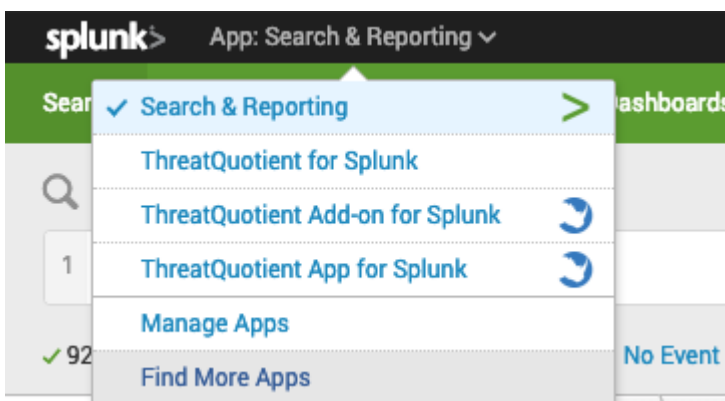 splunk> App: Search & Reporting
Search & Reporting
ThreatQuotient for Splunk
ThreatQuotient Add-on for Splunk
ThreatQuotient App for Splunk
Manage Apps
Find More Apps
1
92
No Event